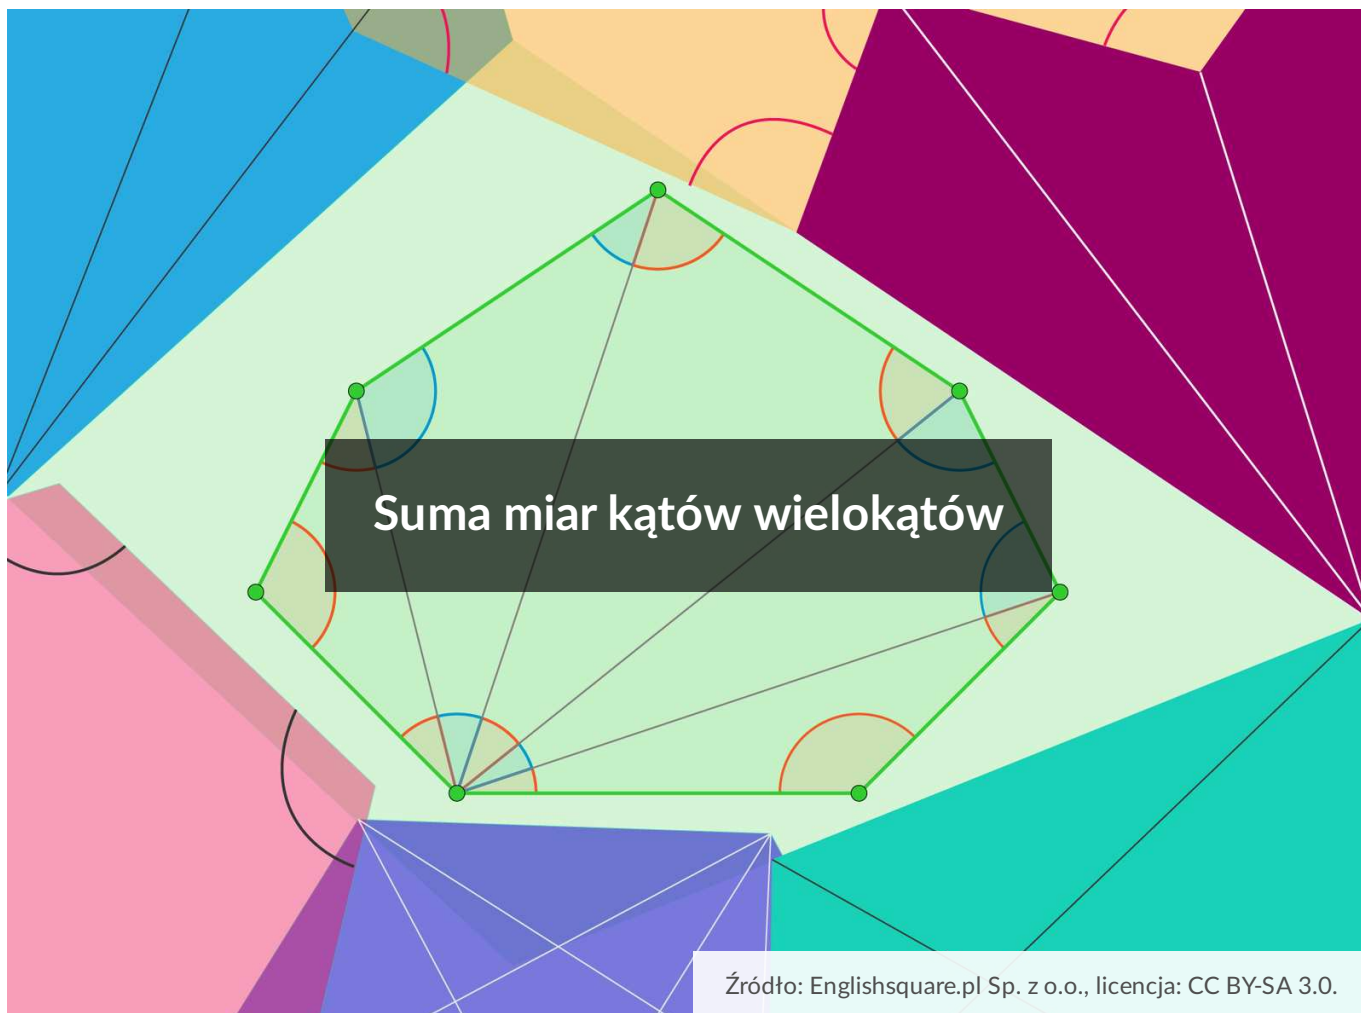 Suma miar kątów wielokątów
Źródło: Englishsquare.pl Sp. z o.o., licencja: CC BY-SA 3.0.